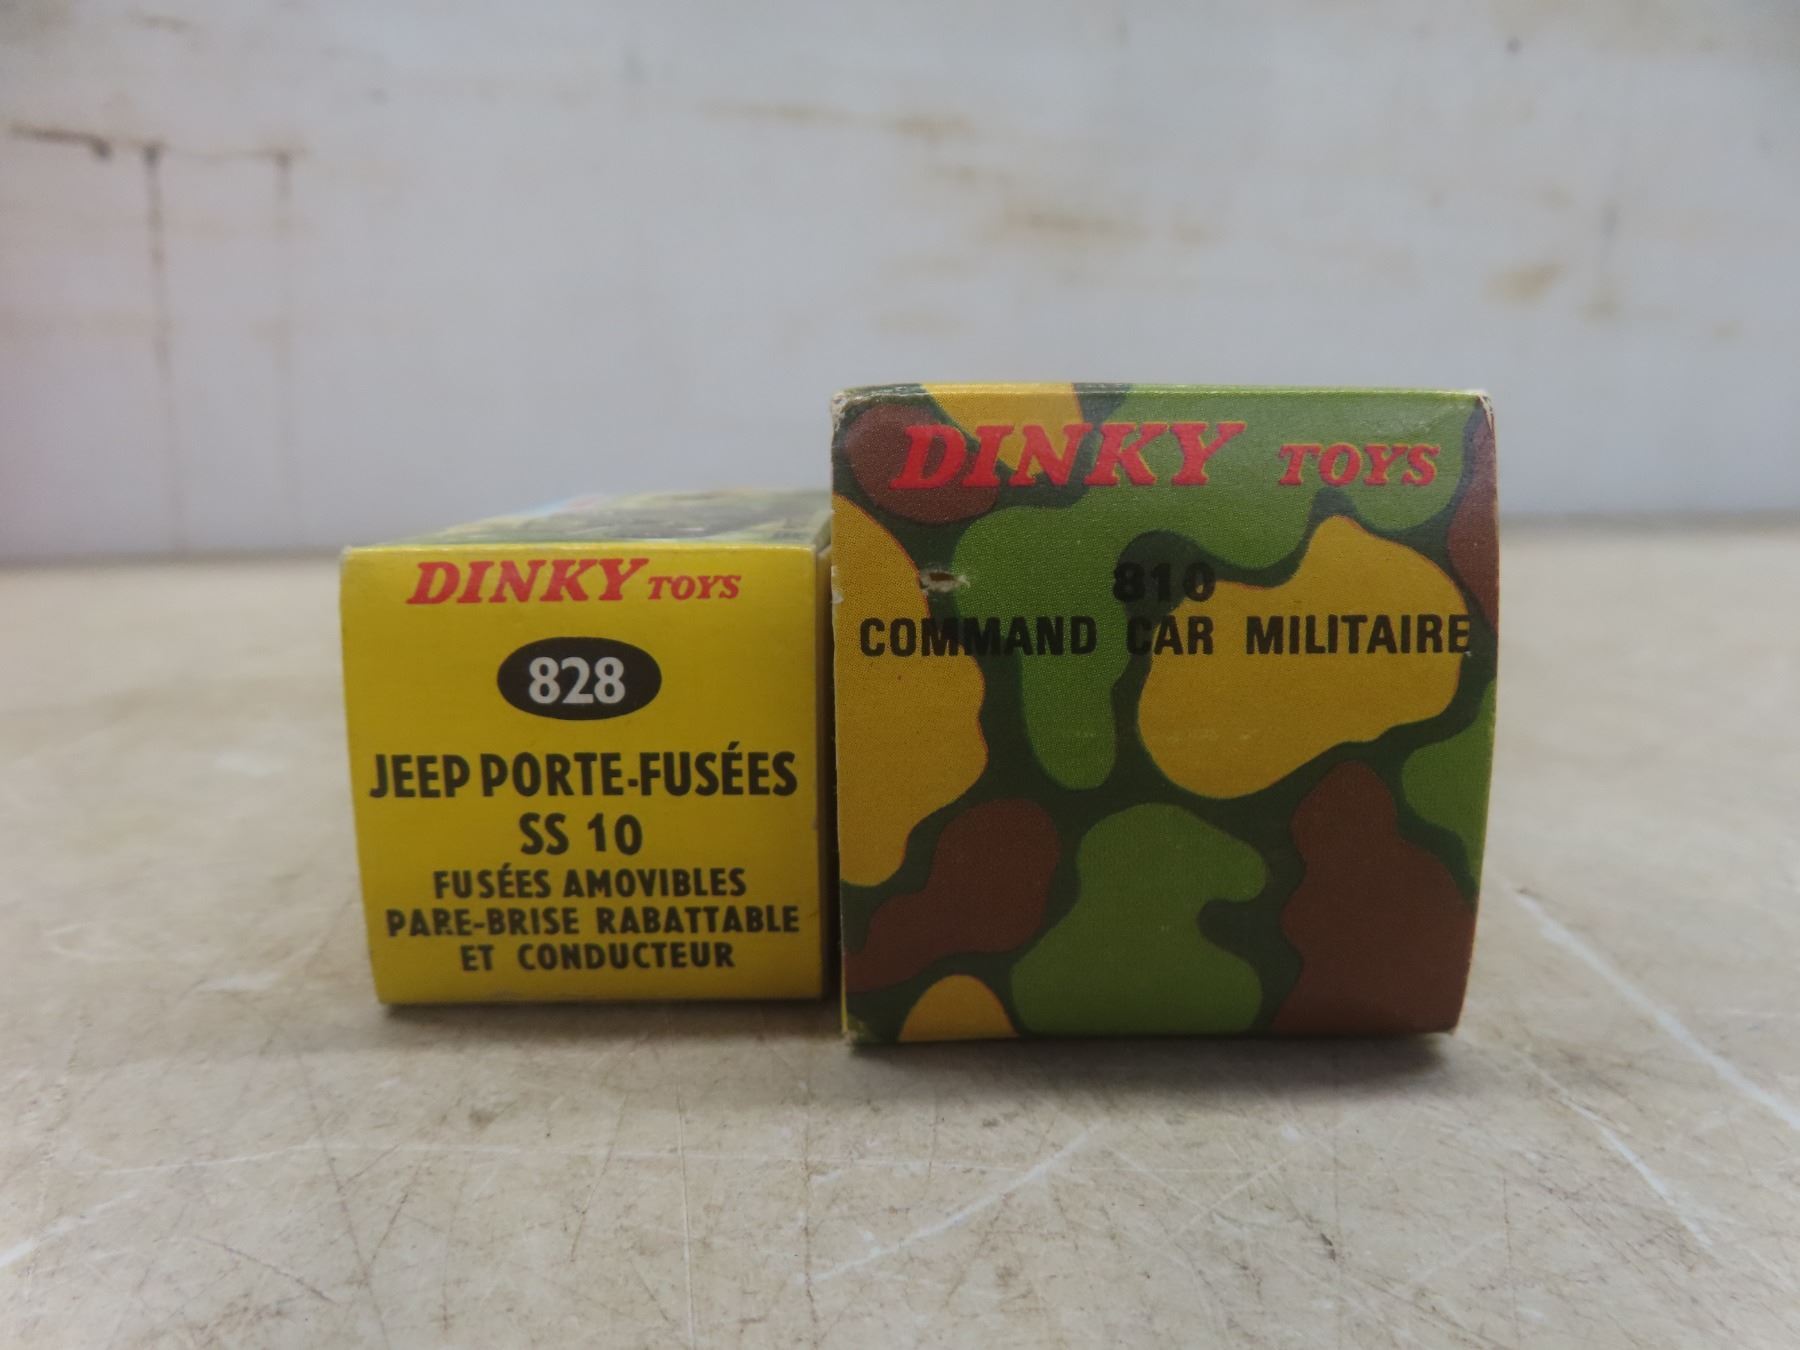 DINKY TOYS
828
JEEP PORTE-FUSÉES
SS 10
FUSÉES AMOVIBLES
PARE-BRISE RABATTABLE
ET CONDUCTEUR
DINKY TOYS
810
COMMAND CAR MILITAIRE